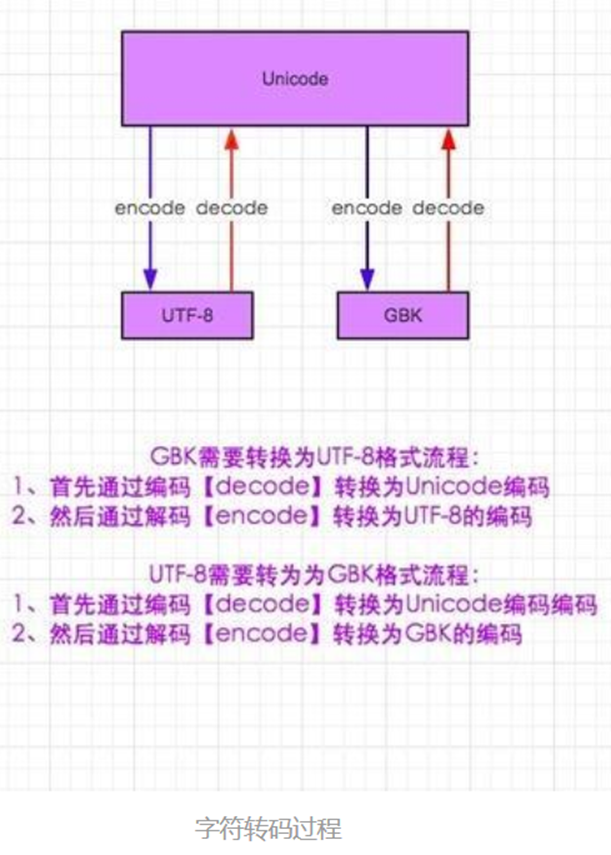 Unicode
encode decode encode decode
UTF-8 GBK
GBK需要转换为UTF-8格式流程：
1、首先通过编码【decode】转换为Unicode编码
2、然后通过解码【encode】转换为UTF-8的编码
UTF-8需要转为为GBK格式流程：
1、首先通过编码【decode】转换为Unicode编码编码
2、然后通过解码【encode】转换为GBK的编码
字符转码过程